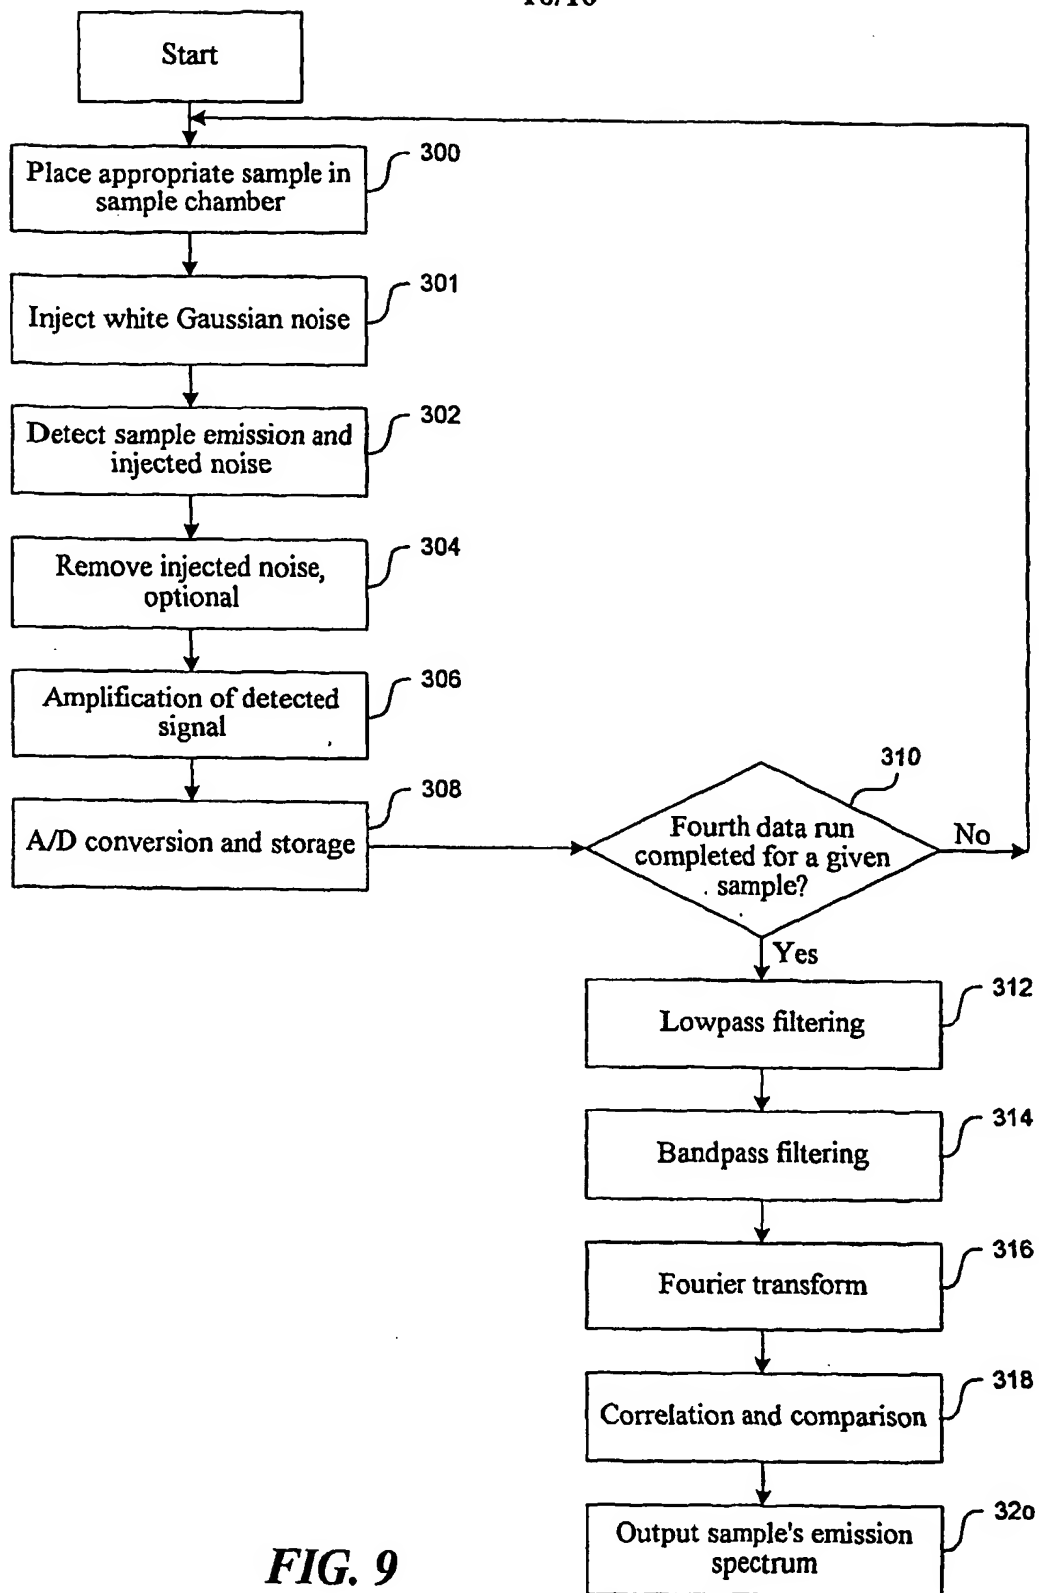 Start
300
Place appropriate sample in
sample chamber
301
Inject white Gaussian noise
302
Detect sample emission and
injected noise
304
Remove injected noise,
optional
306
Amplification of detected
signal
308
A/D conversion and storage
310
Fourth data run
completed for a given
sample?
No
Yes
312
Lowpass filtering
314
Bandpass filtering
316
Fourier transform
318
Correlation and comparison
320
Output sample's emission
spectrum
FIG. 9